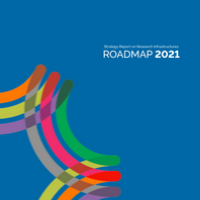 Strategy Report on Research Infrastructures
ROADMAP 2021